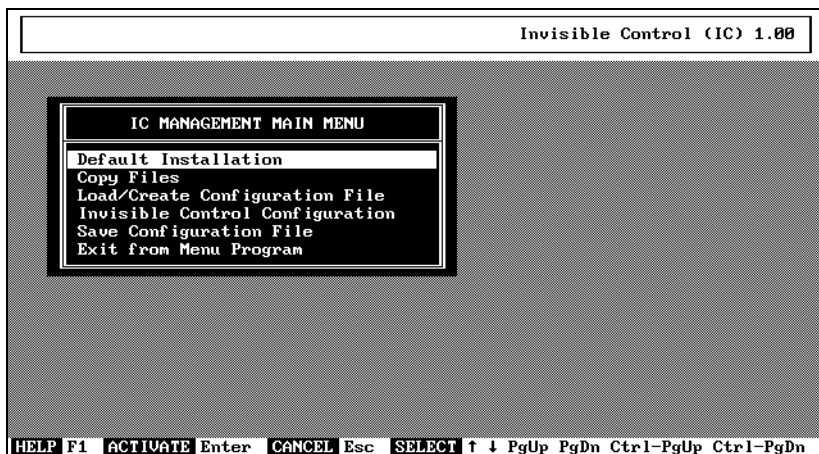 Invisible Control (IC) 1.00
IC MANAGEMENT MAIN MENU
Default Installation
Copy Files
Load/Create Configuration File
Invisible Control Configuration
Save Configuration File
Exit from Menu Program
HELP F1 ACTIVATE Enter CANCEL Esc SELECT ↑ ↓ PgUp PgDn Ctrl-PgUp Ctrl-PgDn